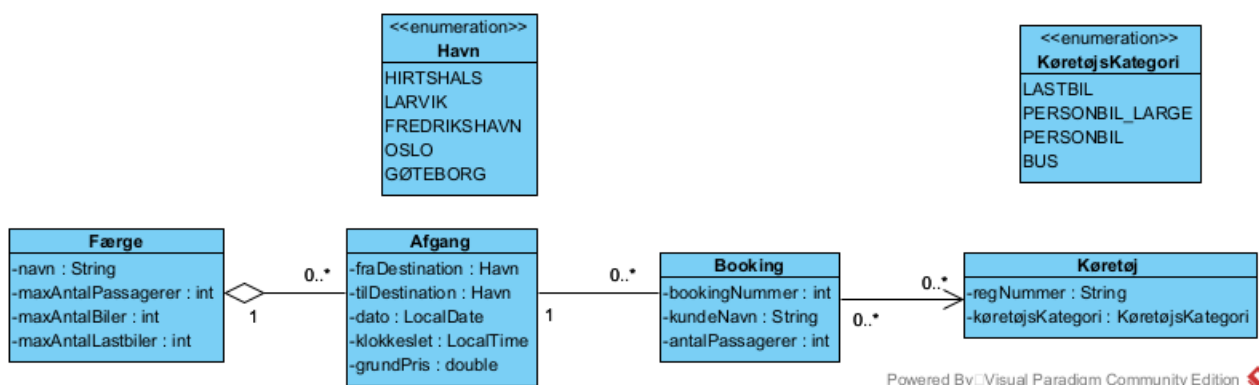 <<enumeration>>
Havn
HIRTSHALS
LARVIK
FREDRIKSHAVN
OSLO
GØTEBORG
<<enumeration>>
KøretøjsKategori
LASTBIL
PERSONBIL_LARGE
PERSONBIL
BUS
Færge
-navn : String
-maxAntalPassagerer : int
-maxAntalBiler : int
-maxAntalLastbiler : int
1
0..*
Afgang
-fraDestination : Havn
-tilDestination : Havn
-dato : LocalDate
-klokkeslet : LocalTime
-grundPris : double
1
0..*
Booking
-bookingNummer : int
-kundeNavn : String
-antalPassagerer : int
0..*
0..*
Køretøj
-regNummer : String
-køretøjsKategori : KøretøjsKategori
Powered By□Visual Paradigm Community Edition